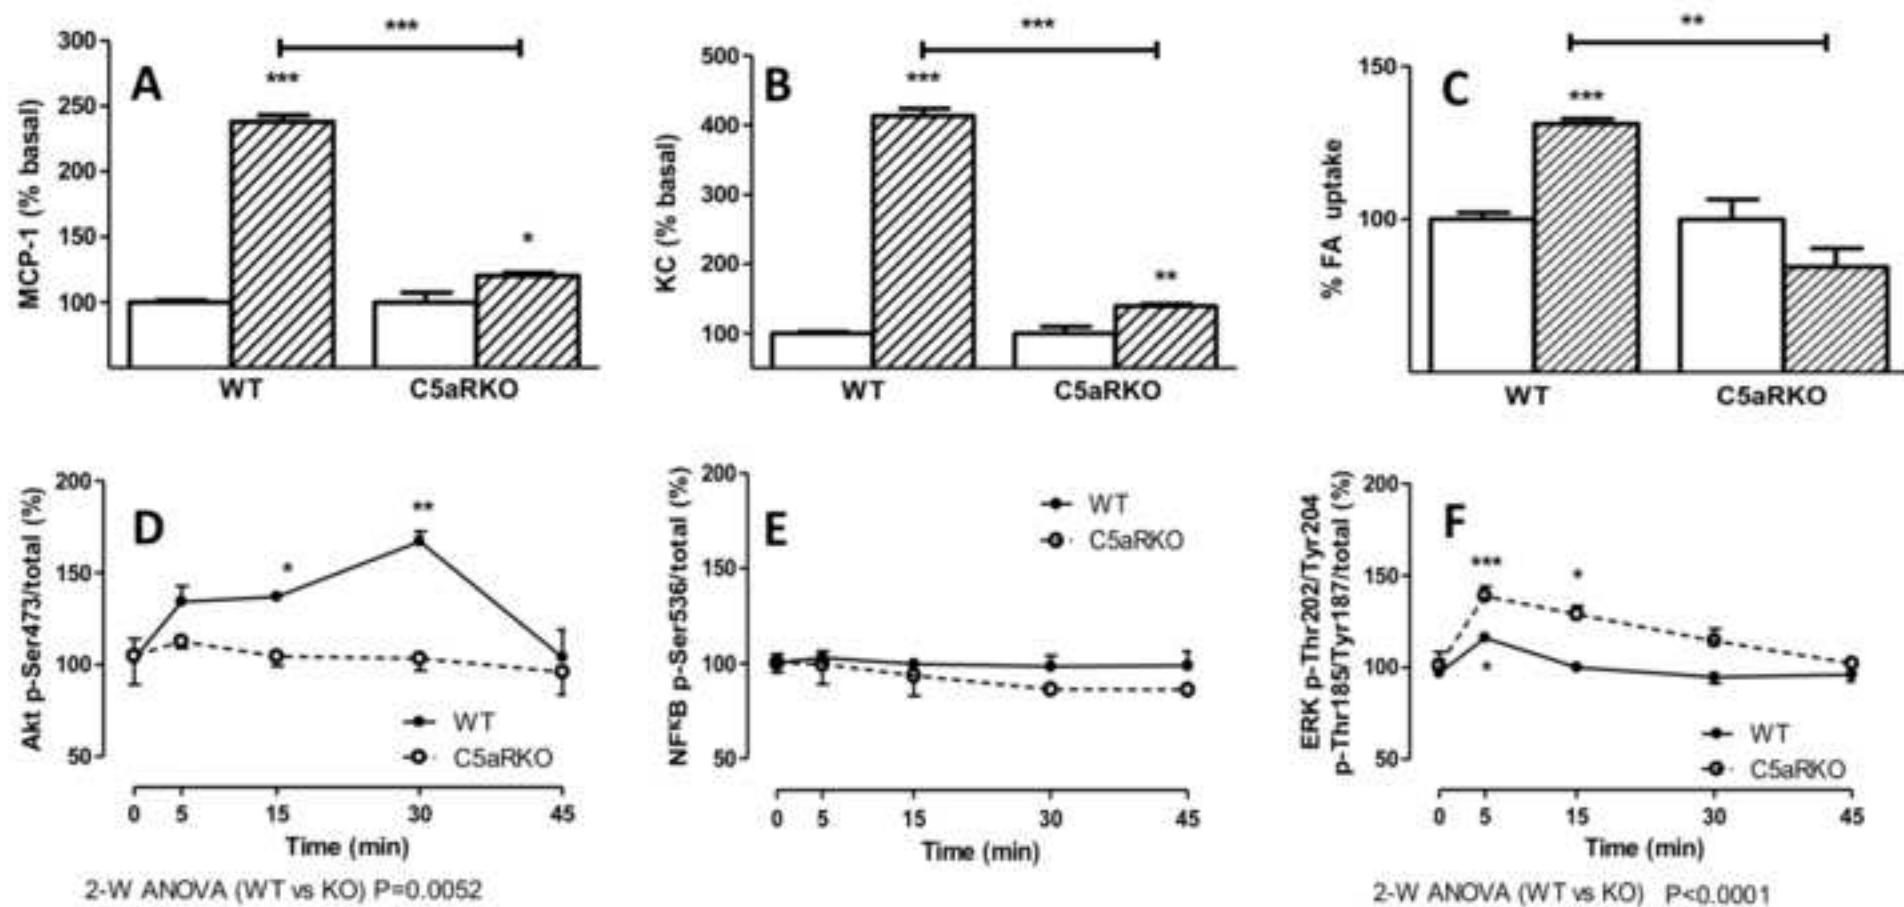 A
MCP-1 (% basal)
300
250
200
150
100
***
***
*
WT
C5aRKO
B
KC (% basal)
500
400
300
200
100
***
***
**
WT
C5aRKO
C
% FA uptake
150
100
**
***
WT
C5aRKO
D
Akt p-Ser473/total (%)
200
150
100
50
*
**
WT
C5aRKO
0 5 15 30 45
Time (min)
2-W ANOVA (WT vs KO) P=0.0052
E
NFκB p-Ser536/total (%)
200
150
100
50
WT
C5aRKO
0 5 15 30 45
Time (min)
F
ERK p-Thr202/Tyr204
p-Thr185/Tyr187/total (%)
200
150
100
50
***
*
*
WT
C5aRKO
0 5 15 30 45
Time (min)
2-W ANOVA (WT vs KO) P<0.0001